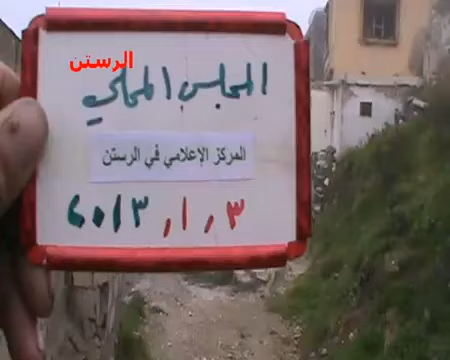 الرستن
المجلس المحلي
المركز الإعلامي في الرستن
٣ / ١ / ٢٠١٣